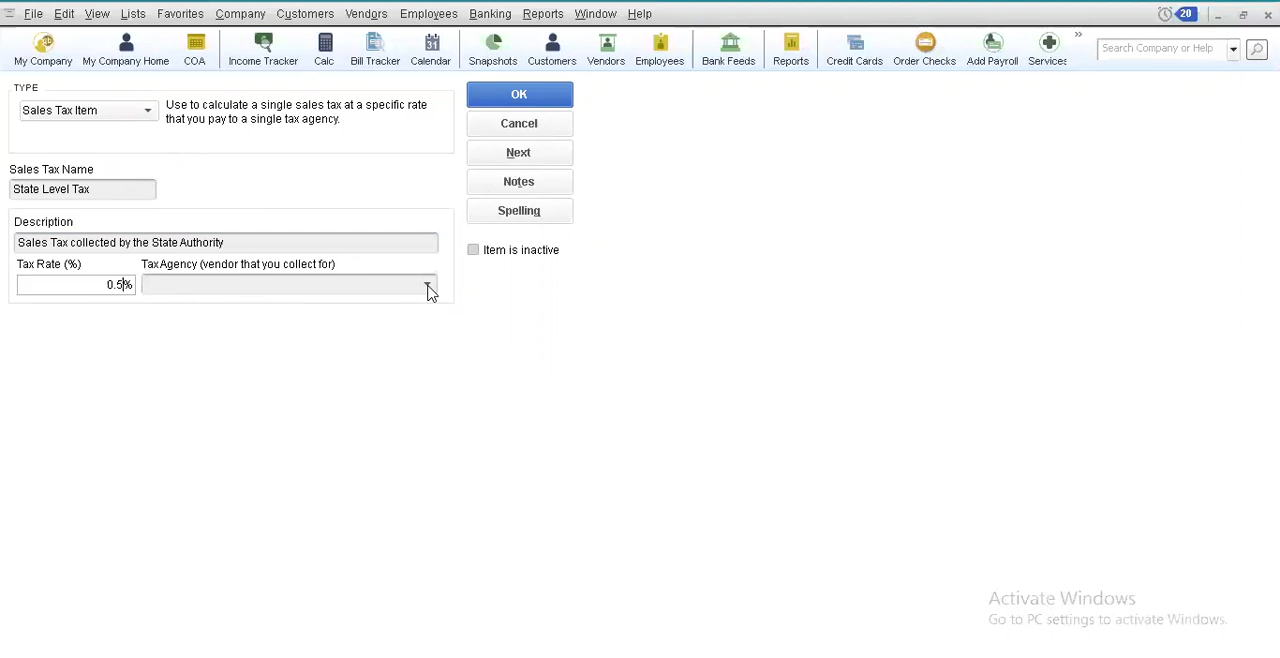 File Edit View Lists Favorites Company Customers Vendors Employees Banking Reports Window Help 20
My Company My Company Home COA Income Tracker Calc Bill Tracker Calendar Snapshots Customers Vendors Employees Bank Feeds Reports Credit Cards Order Checks Add Payroll Services Search Company or Help
TYPE
Sales Tax Item
Use to calculate a single sales tax at a specific rate
that you pay to a single tax agency.
Sales Tax Name
State Level Tax
Description
Sales Tax collected by the State Authority
Tax Rate (%) Tax Agency (vendor that you collect for)
0.5%
OK
Cancel
Next
Notes
Spelling
Item is inactive
Activate Windows
Go to PC settings to activate Windows.